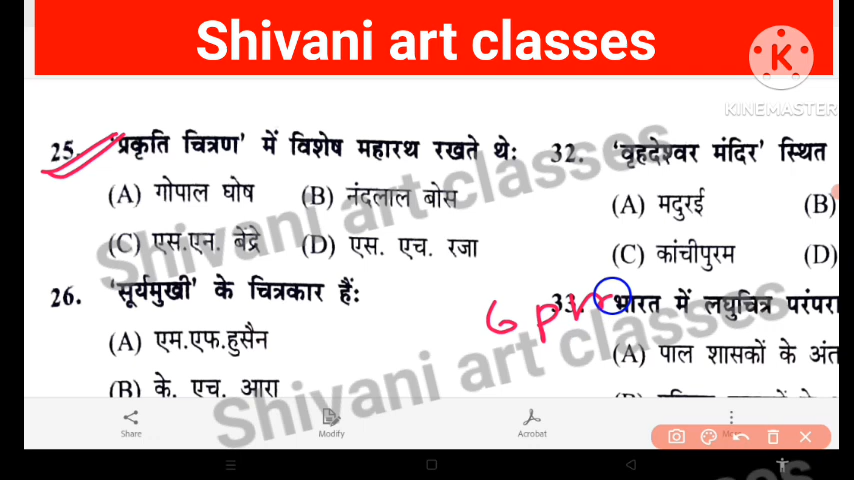 Shivani art classes
KINEMASTER
25. 'प्रकृति चित्रण' में विशेष महारथ रखते थे:
(A) गोपाल घोष (B) नंदलाल बोस
(C) एस.एन. बेंद्रे (D) एस. एच. रजा
26. 'सूर्यमुखी' के चित्रकार हैं:
(A) एम.एफ.हुसैन
(B) के. एच. आरा
32. 'वृहदेश्वर मंदिर' स्थित
(A) मदुरई (B)
(C) कांचीपुरम (D)
33. भारत में लघुचित्र परंपरा
(A) पाल शासकों के अंत
6
Shivani art classes
Shivani art classes
Share Modify Acrobat